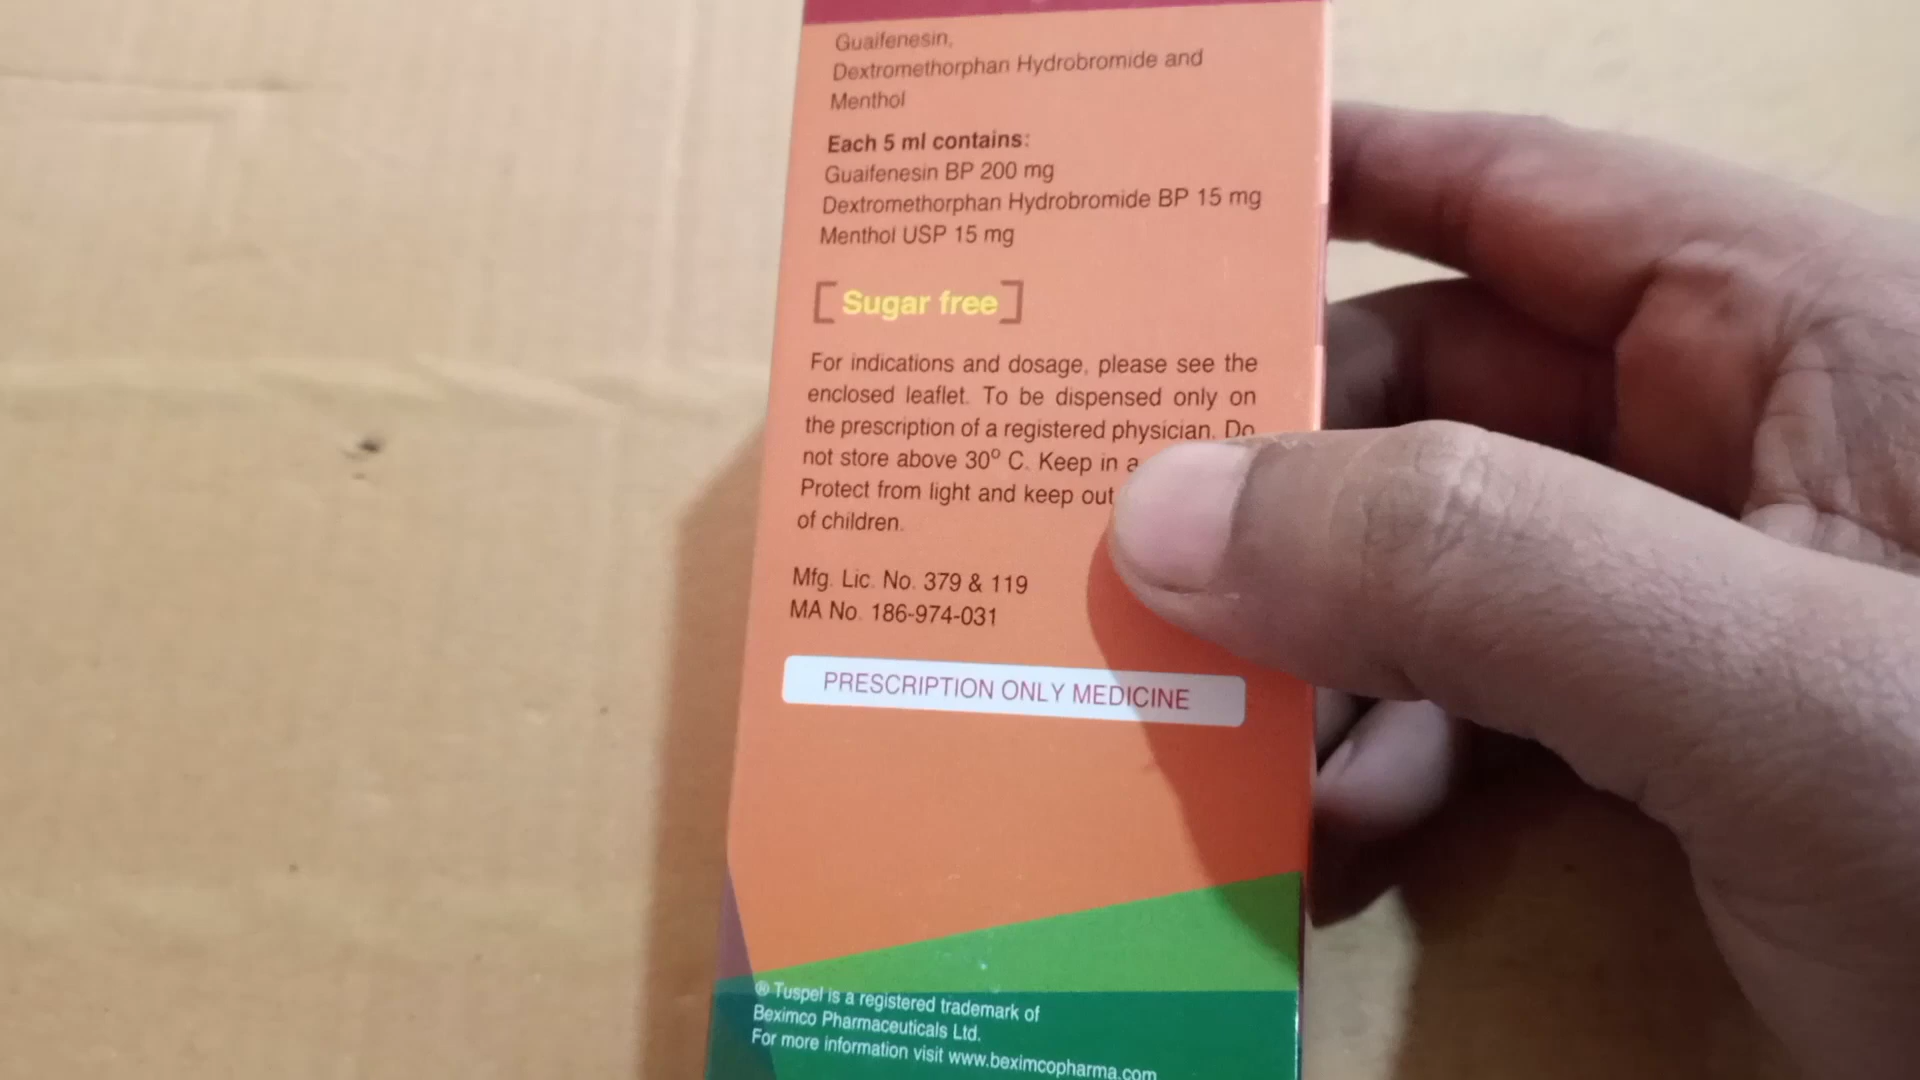 Guaifenesin,
Dextromethorphan Hydrobromide and
Menthol
Each 5 ml contains:
Guaifenesin BP 200 mg
Dextromethorphan Hydrobromide BP 15 mg
Menthol USP 15 mg
[Sugar free]
For indications and dosage, please see the
enclosed leaflet. To be dispensed only on
the prescription of a registered physician. Do
not store above 30° C. Keep in a
Protect from light and keep out
of children.
Mfg. Lic. No. 379 & 119
MA No. 186-974-031
PRESCRIPTION ONLY MEDICINE
® Tuspel is a registered trademark of
Beximco Pharmaceuticals Ltd.
For more information visit www.beximcopharma.com